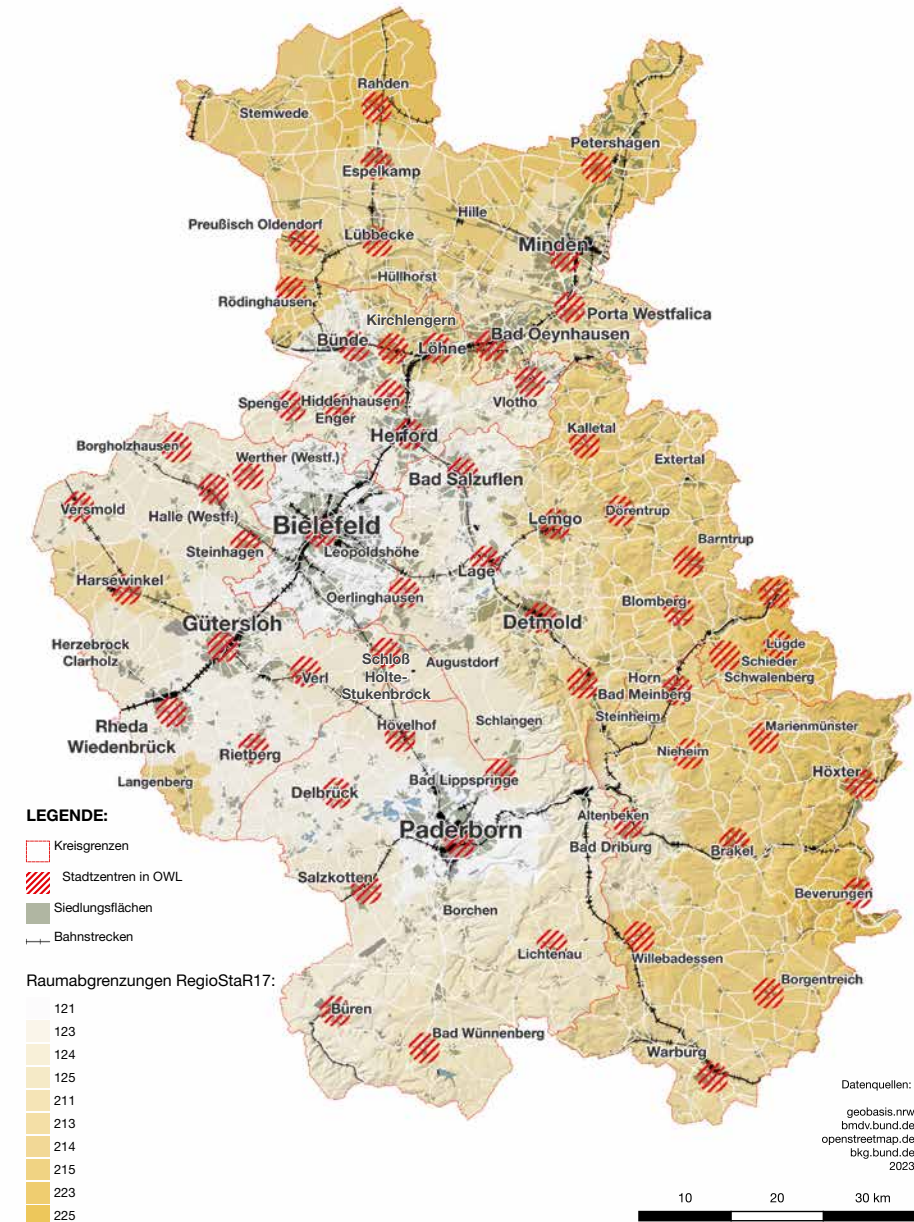 Rahden
Stemwede
Petershagen
Espelkamp
Hille
Preußisch Oldendorf
Lübbecke
Minden
Hüllhorst
Rödinghausen
Porta Westfalica
Kirchlengern
Bad Oeynhausen
Bünde
Löhne
Spenge
Hiddenhausen
Enger
Vlotho
Herford
Kalletal
Borgholzhausen
Werther (Westf.)
Extertal
Bad Salzuflen
Versmold
Halle (Westf.)
Bielefeld
Lemgo
Dörentrup
Barntrup
Steinhagen
Leopoldshöhe
Lage
Harsewinkel
Oerlinghausen
Blomberg
Gütersloh
Detmold
Herzebrock
Clarholz
Schloß
Holte-
Stukenbrock
Augustdorf
Lügde
Schieder
Schwalenberg
Verl
Horn
Bad Meinberg
Rheda
Wiedenbrück
Hövelhof
Schlangen
Steinheim
Marienmünster
Rietberg
Nieheim
Langenberg
Delbrück
Bad Lippspringe
Höxter
LEGENDE:
Kreisgrenzen
Stadtzentren in OWL
Siedlungsflächen
Bahnstrecken
Paderborn
Altenbeken
Bad Driburg
Brakel
Salzkotten
Beverungen
Borchen
Lichtenau
Willebadessen
Borgentreich
Büren
Bad Wünnenberg
Warburg
Raumabgrenzungen RegioStaR17:
121
123
124
125
211
213
214
215
223
225
Datenquellen:
geobasis.nrw
bmdv.bund.de
openstreetmap.de
bkg.bund.de
2023
10 20 30 km